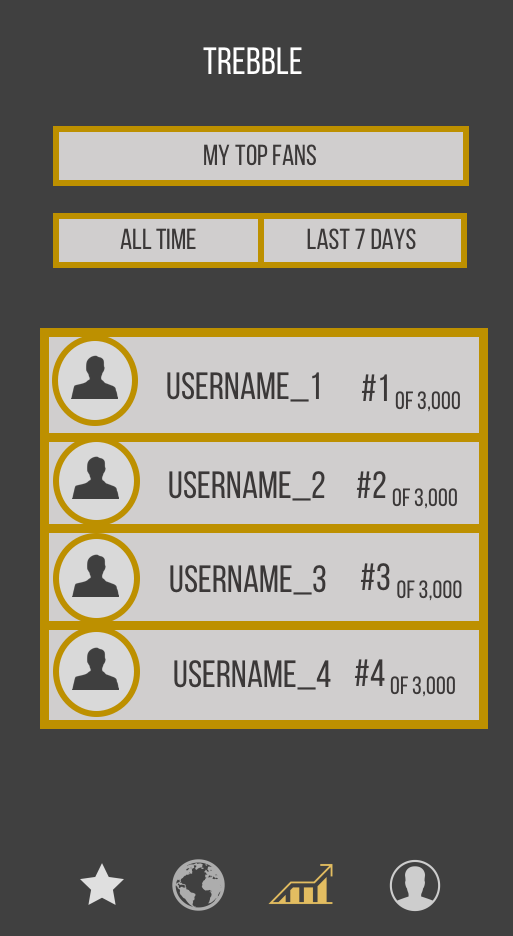 TREBBLE
MY TOP FANS
ALL TIME LAST 7 DAYS
USERNAME_1 #1 OF 3,000
USERNAME_2 #2 OF 3,000
USERNAME_3 #3 OF 3,000
USERNAME_4 #4 OF 3,000